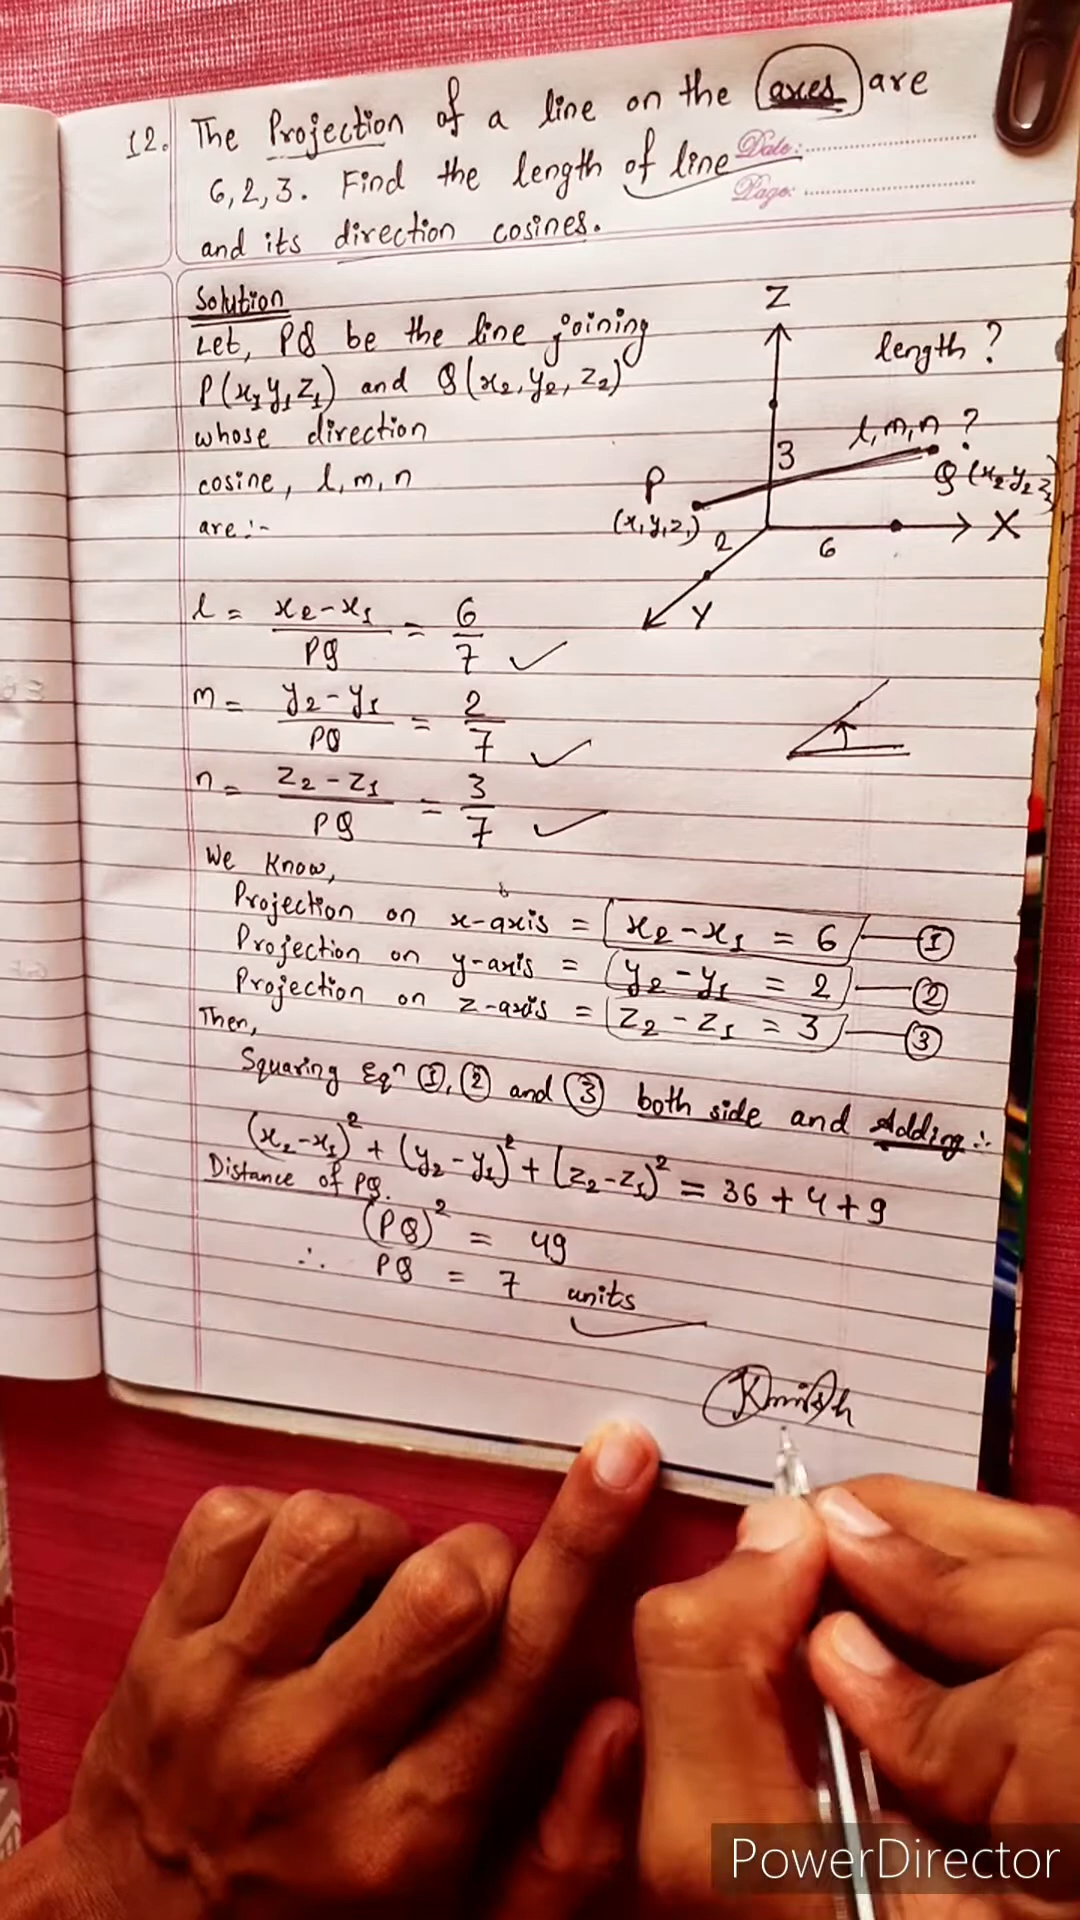 12. The Projection of a line on the axes are
Date:
6, 2, 3. Find the length of line
Page:
and its direction cosines.
Solution
Let, PQ be the line joining
P(x₁y₁z₁) and Q(x₂, y₂, z₂)
whose direction
cosine, l, m, n
are :-
Z
length ?
l, m, n ?
3
P
(x₁y₁z₁)
Q (x₂ y₂ z₂
2
6
X
Y
l = x₂-x₁ / PQ = 6/7
m = y₂-y₁ / PQ = 2/7
n = z₂-z₁ / PQ = 3/7
We Know,
Projection on x-axis = x₂-x₁ = 6 — ①
Projection on y-axis = y₂-y₁ = 2 — ②
Projection on z-axis = z₂-z₁ = 3 — ③
Then,
Squaring Eqⁿ ①, ② and ③ both side and Adding :-
(x₂-x₁)² + (y₂-y₁)² + (z₂-z₁)² = 36 + 4 + 9
Distance of PQ.
(PQ)² = 49
∴ PQ = 7 units
PowerDirector